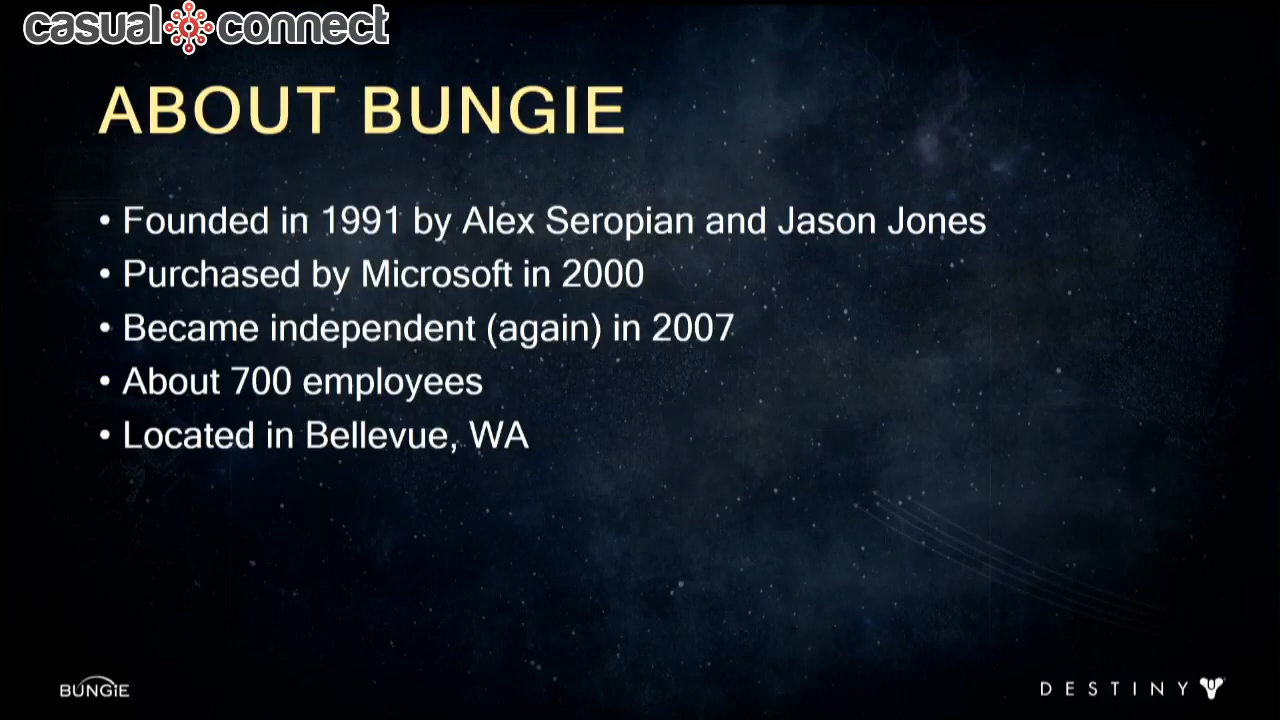 casual connect
ABOUT BUNGIE
• Founded in 1991 by Alex Seropian and Jason Jones
• Purchased by Microsoft in 2000
• Became independent (again) in 2007
• About 700 employees
• Located in Bellevue, WA
BUNGiE
DESTINY